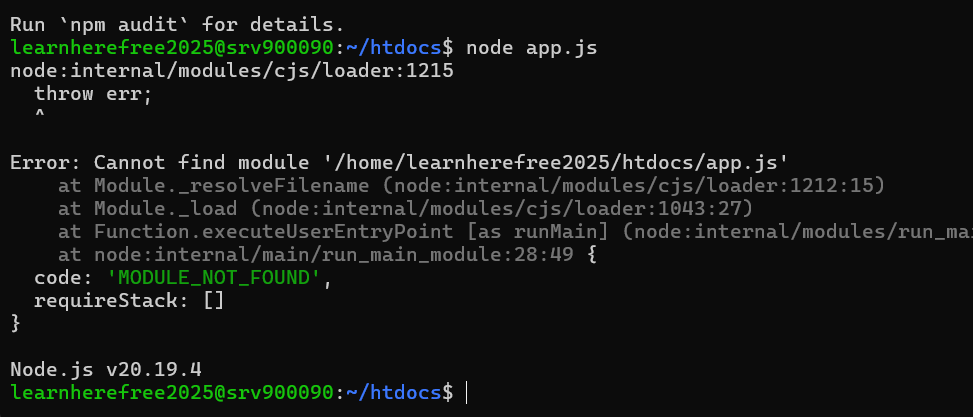 Run `npm audit` for details.
learnherefree2025@srv900090:~/htdocs$ node app.js
node:internal/modules/cjs/loader:1215
  throw err;
  ^

Error: Cannot find module '/home/learnherefree2025/htdocs/app.js'
    at Module._resolveFilename (node:internal/modules/cjs/loader:1212:15)
    at Module._load (node:internal/modules/cjs/loader:1043:27)
    at Function.executeUserEntryPoint [as runMain] (node:internal/modules/run_ma
    at node:internal/main/run_main_module:28:49 {
  code: 'MODULE_NOT_FOUND',
  requireStack: []
}

Node.js v20.19.4
learnherefree2025@srv900090:~/htdocs$